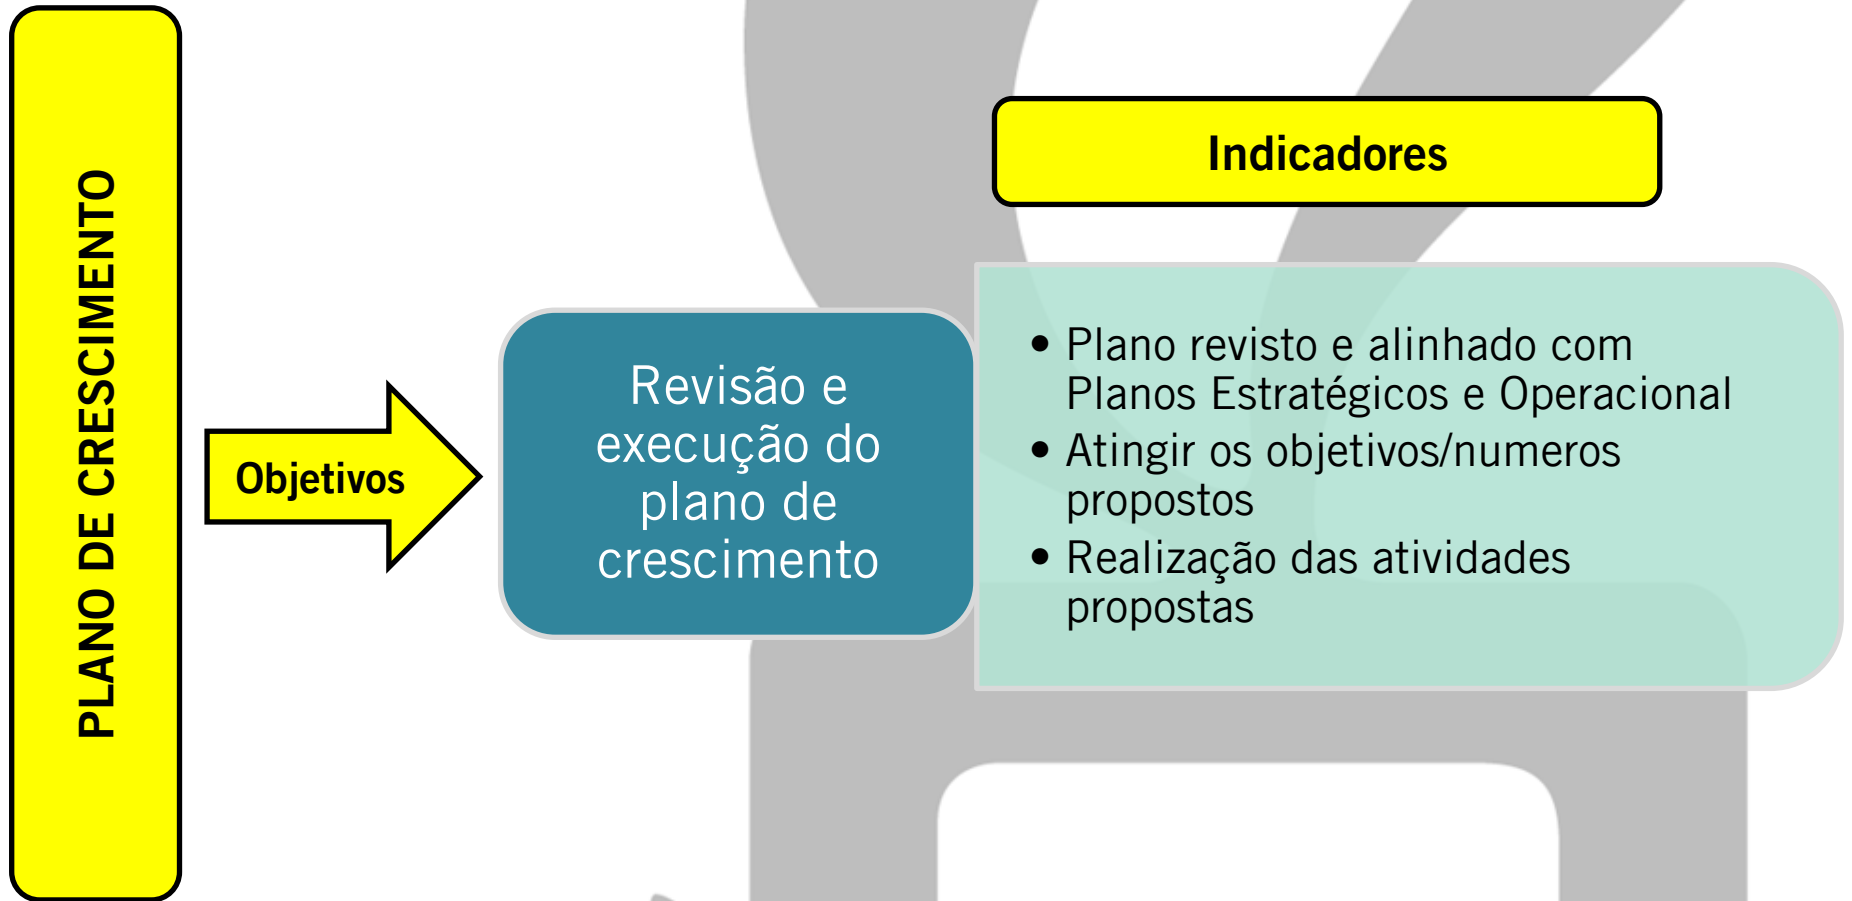 PLANO DE CRESCIMENTO
Objetivos
Revisão e
execução do
plano de
crescimento
Indicadores
• Plano revisto e alinhado com
Planos Estratégicos e Operacional
• Atingir os objetivos/numeros
propostos
• Realização das atividades
propostas